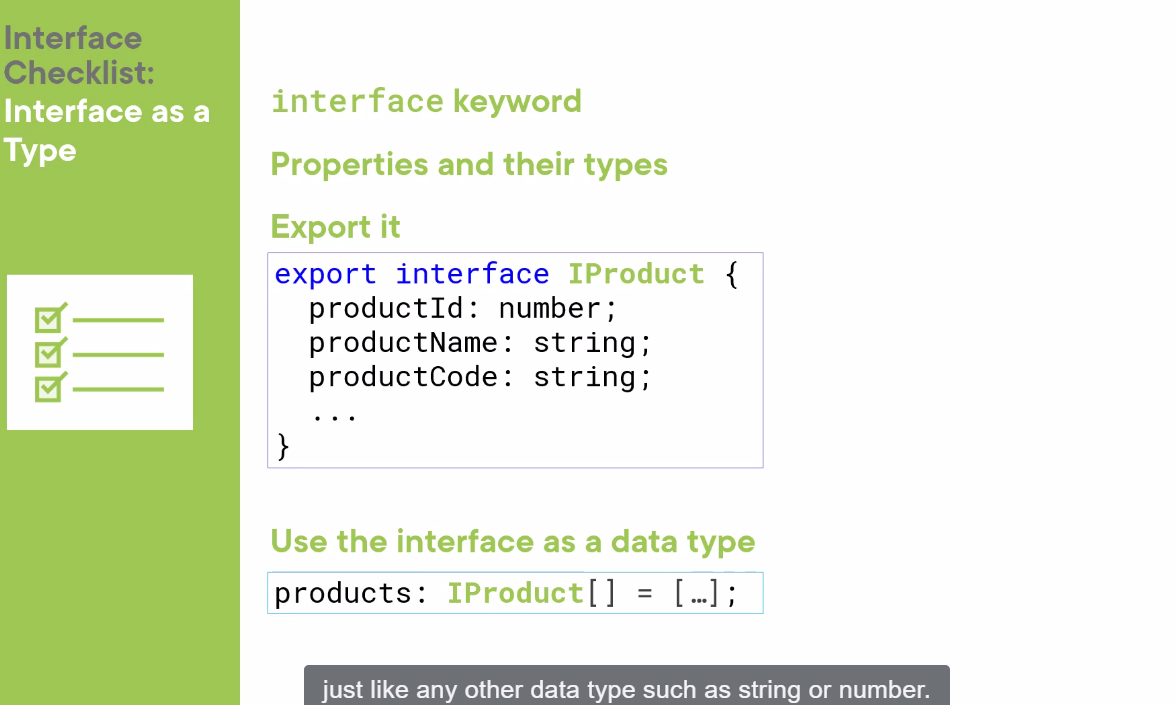 Interface
Checklist:
Interface as a
Type
interface keyword
Properties and their types
Export it
export interface IProduct {
productId: number;
productName: string;
productCode: string;
...
}
Use the interface as a data type
products: IProduct[] = […];
just like any other data type such as string or number.